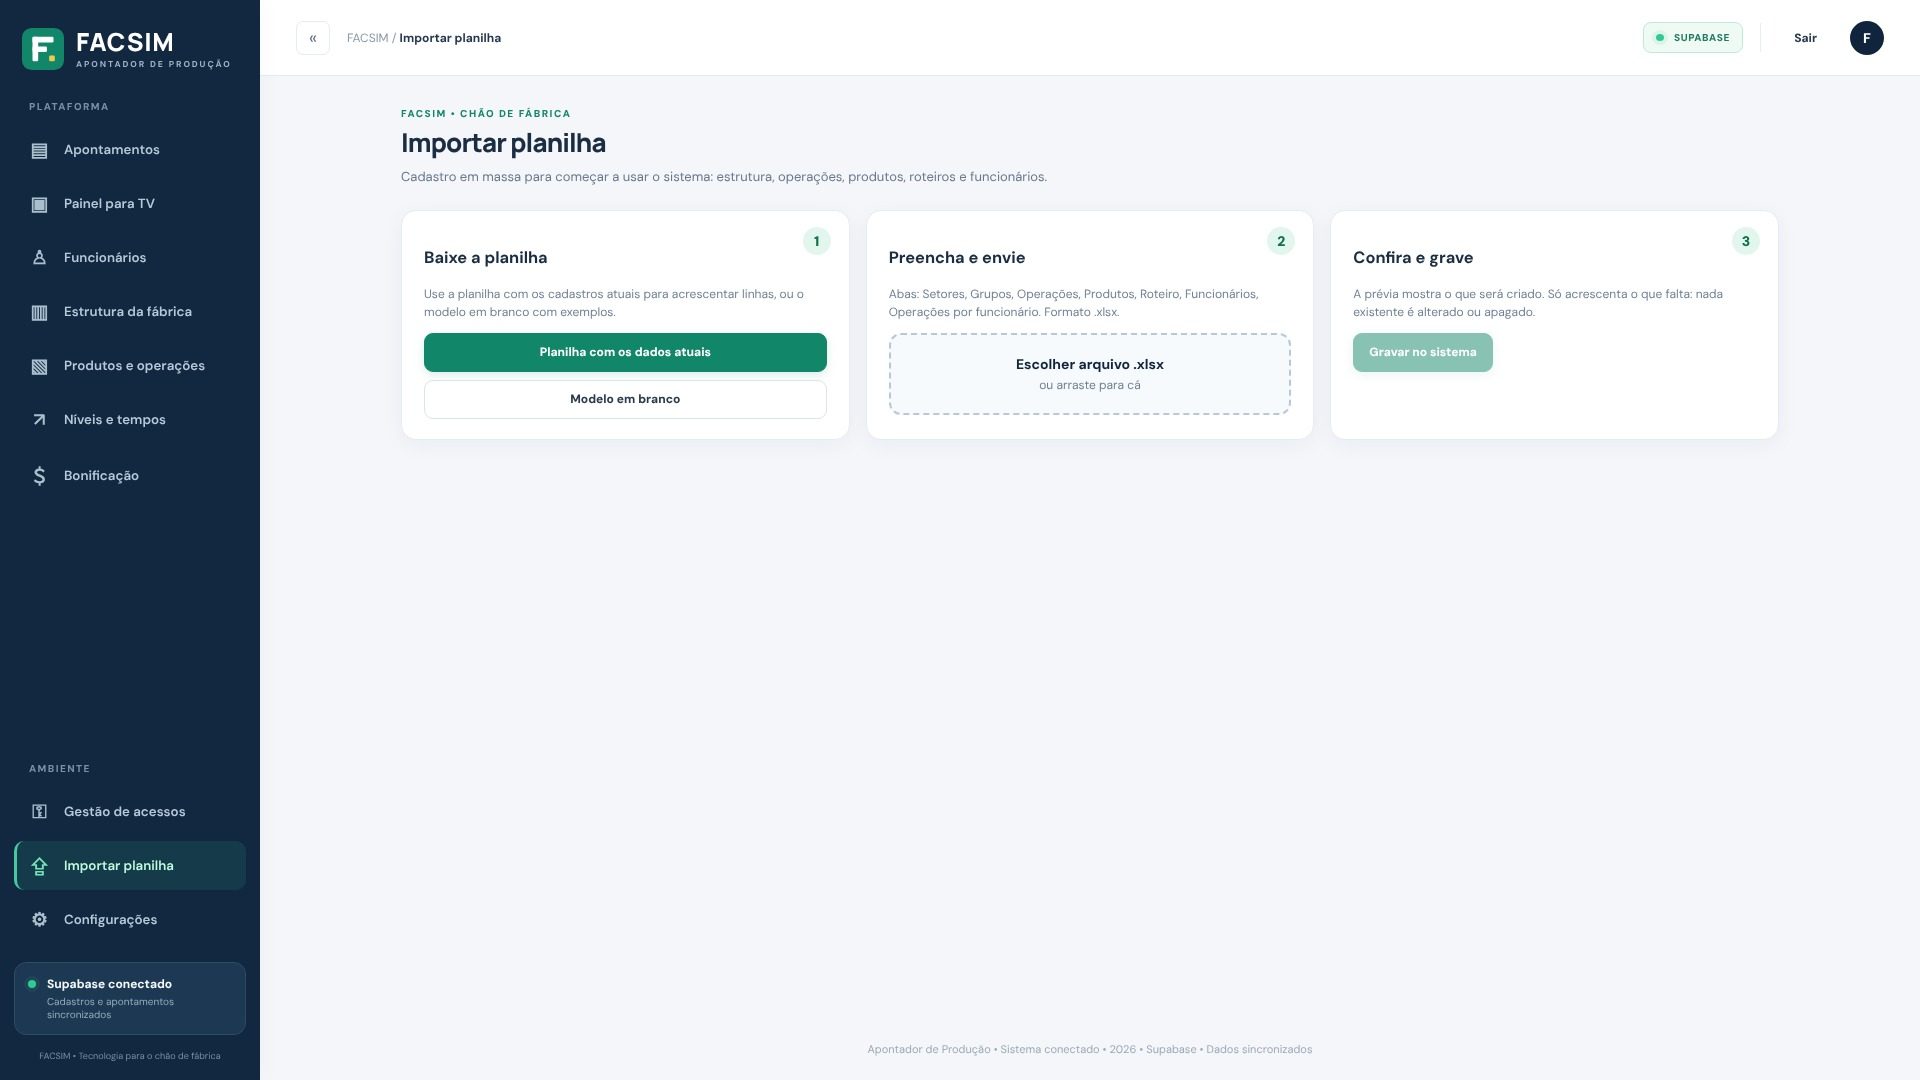 FACSIM
APONTADOR DE PRODUÇÃO
PLATAFORMA
Apontamentos
Painel para TV
Funcionários
Estrutura da fábrica
Produtos e operações
Níveis e tempos
$ Bonificação
AMBIENTE
Gestão de acessos
Importar planilha
Configurações
Supabase conectado
Cadastros e apontamentos
sincronizados
FACSIM • Tecnologia para o chão de fábrica
« FACSIM / Importar planilha
SUPABASE
Sair
F
FACSIM • CHÃO DE FÁBRICA
Importar planilha
Cadastro em massa para começar a usar o sistema: estrutura, operações, produtos, roteiros e funcionários.
1
Baixe a planilha
Use a planilha com os cadastros atuais para acrescentar linhas, ou o
modelo em branco com exemplos.
Planilha com os dados atuais
Modelo em branco
2
Preencha e envie
Abas: Setores, Grupos, Operações, Produtos, Roteiro, Funcionários,
Operações por funcionário. Formato .xlsx.
Escolher arquivo .xlsx
ou arraste para cá
3
Confira e grave
A prévia mostra o que será criado. Só acrescenta o que falta: nada
existente é alterado ou apagado.
Gravar no sistema
Apontador de Produção • Sistema conectado • 2026 • Supabase • Dados sincronizados